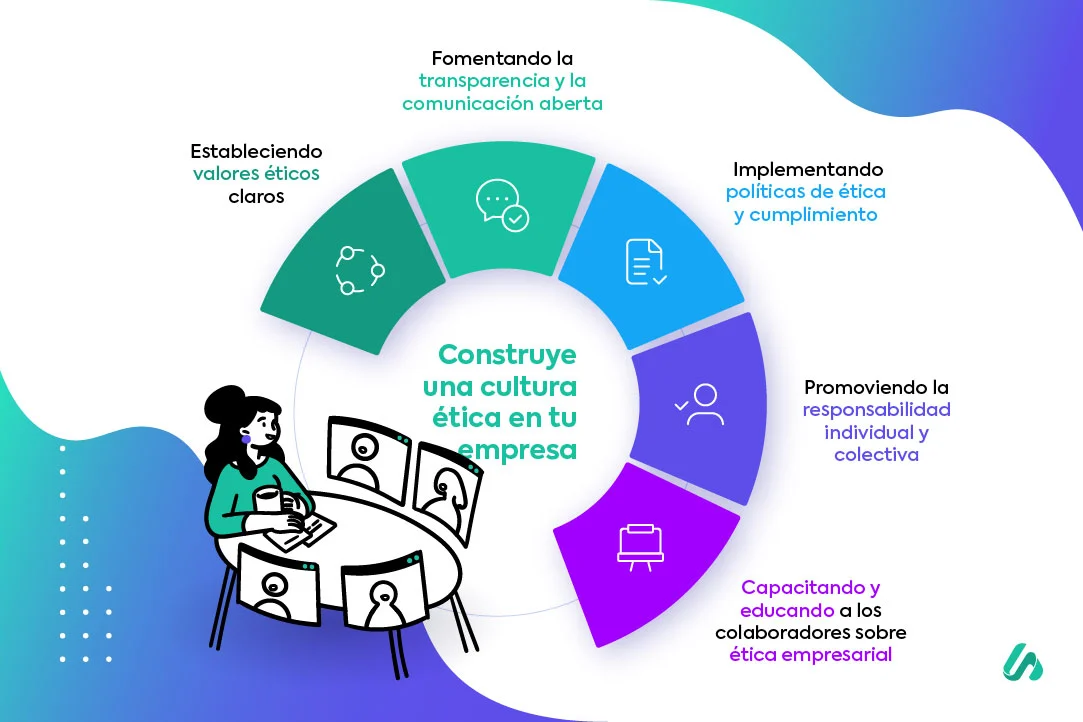 Fomentando la
transparencia y la
comunicación abierta
Estableciendo
valores éticos
claros
Implementando
políticas de ética
y cumplimiento
Construye
una cultura
ética en tu
empresa
Promoviendo la
responsabilidad
individual y
colectiva
Capacitando y
educando a los
colaboradores sobre
ética empresarial